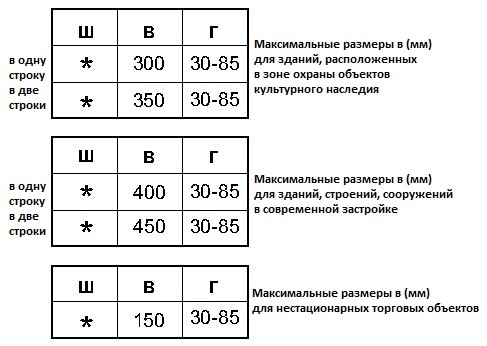 Ш В Г
в одну строку * 300 30-85
в две строки * 350 30-85
Максимальные размеры в (мм)
для зданий, расположенных
в зоне охраны объектов
культурного наследия
Ш В Г
в одну строку * 400 30-85
в две строки * 450 30-85
Максимальные размеры в (мм)
для зданий, строений, сооружений
в современной застройке
Ш В Г
* 150 30-85
Максимальные размеры в (мм)
для нестационарных торговых объектов